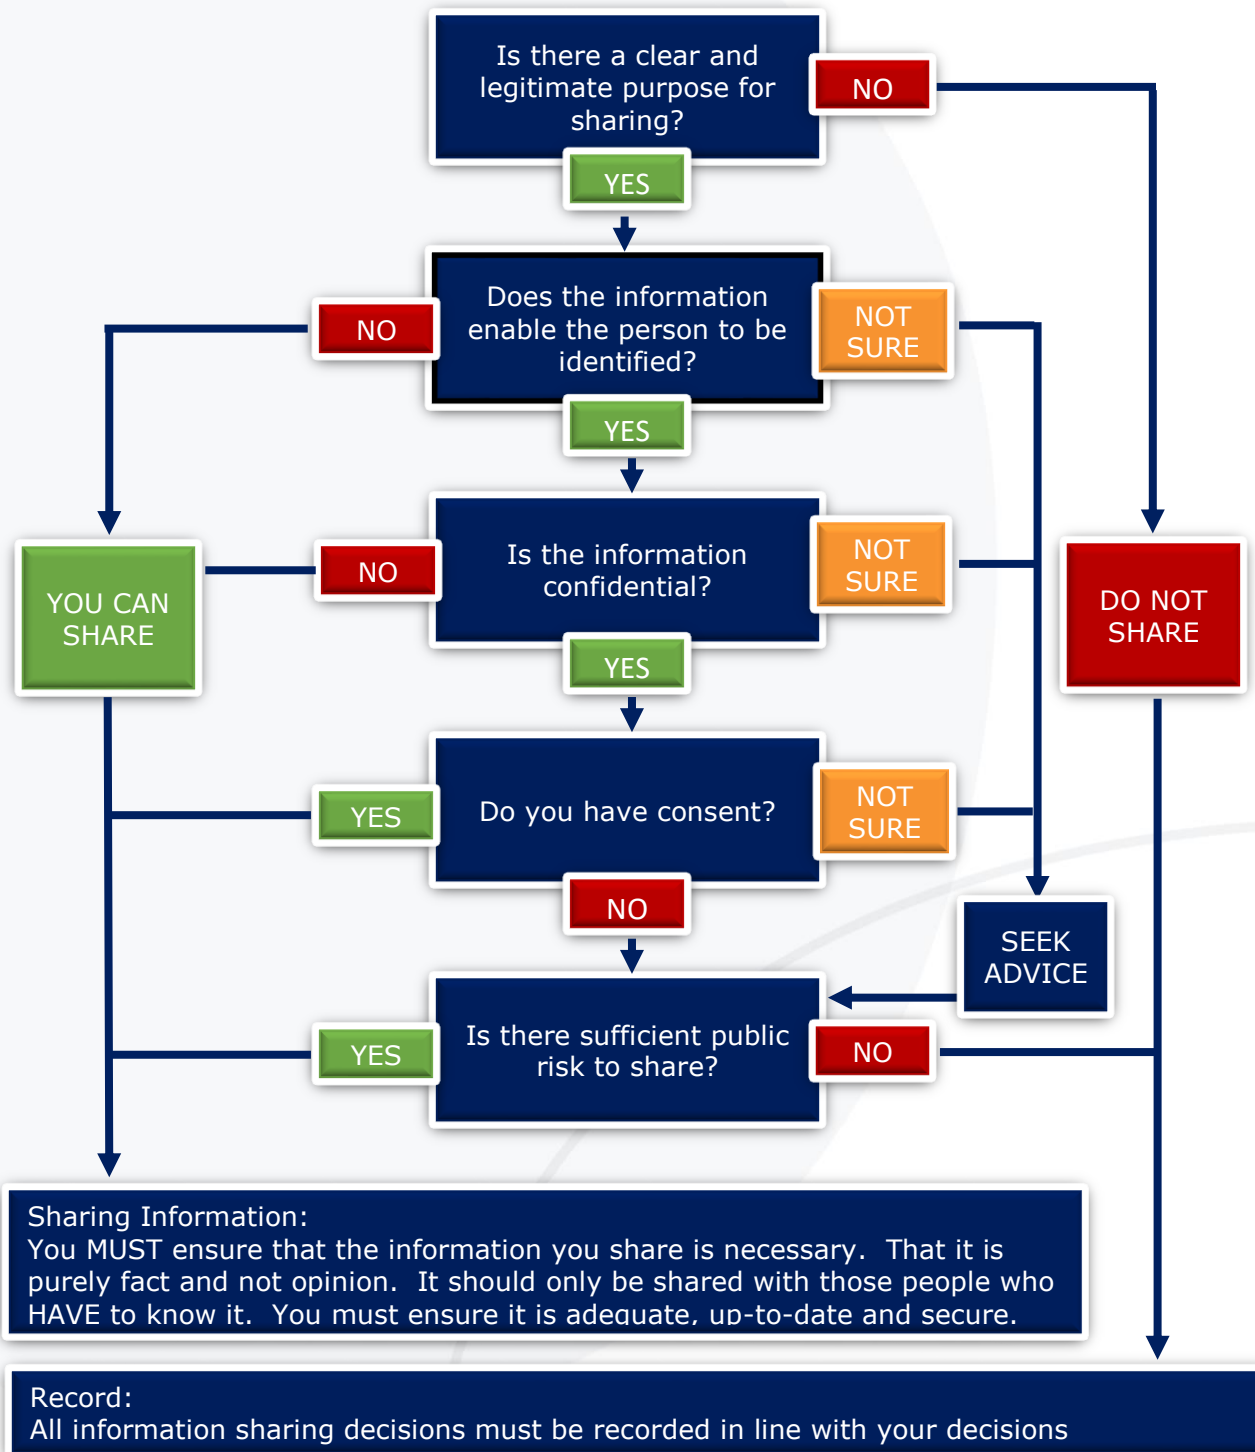 Is there a clear and
legitimate purpose for
sharing?
NO
YES
Does the information
enable the person to be
identified?
NO
NOT
SURE
YES
Is the information
confidential?
NO
NOT
SURE
YES
YOU CAN
SHARE
DO NOT
SHARE
Do you have consent?
YES
NOT
SURE
NO
SEEK
ADVICE
Is there sufficient public
risk to share?
YES
NO
Sharing Information:
You MUST ensure that the information you share is necessary.  That it is
purely fact and not opinion.  It should only be shared with those people who
HAVE to know it.  You must ensure it is adequate, up-to-date and secure.
Record:
All information sharing decisions must be recorded in line with your decisions